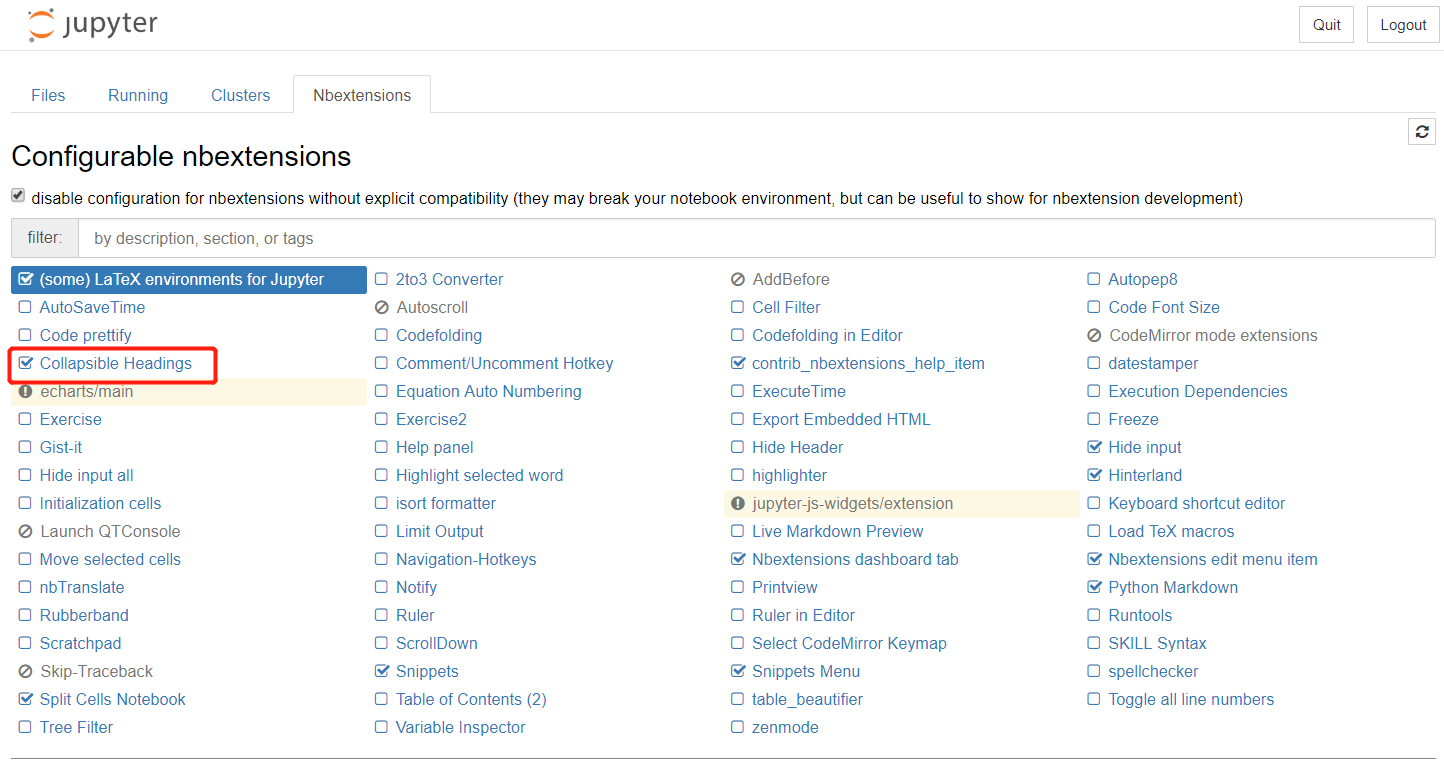 jupyter
Quit Logout
Files Running Clusters Nbextensions
Configurable nbextensions
disable configuration for nbextensions without explicit compatibility (they may break your notebook environment, but can be useful to show for nbextension development)
filter: by description, section, or tags
(some) LaTeX environments for Jupyter 2to3 Converter AddBefore Autopep8
AutoSaveTime Autoscroll Cell Filter Code Font Size
Code prettify Codefolding Codefolding in Editor CodeMirror mode extensions
Collapsible Headings Comment/Uncomment Hotkey contrib_nbextensions_help_item datestamper
echarts/main Equation Auto Numbering ExecuteTime Execution Dependencies
Exercise Exercise2 Export Embedded HTML Freeze
Gist-it Help panel Hide Header Hide input
Hide input all Highlight selected word highlighter Hinterland
Initialization cells isort formatter jupyter-js-widgets/extension Keyboard shortcut editor
Launch QTConsole Limit Output Live Markdown Preview Load TeX macros
Move selected cells Navigation-Hotkeys Nbextensions dashboard tab Nbextensions edit menu item
nbTranslate Notify Printview Python Markdown
Rubberband Ruler Ruler in Editor Runtools
Scratchpad ScrollDown Select CodeMirror Keymap SKILL Syntax
Skip-Traceback Snippets Snippets Menu spellchecker
Split Cells Notebook Table of Contents (2) table_beautifier Toggle all line numbers
Tree Filter Variable Inspector zenmode